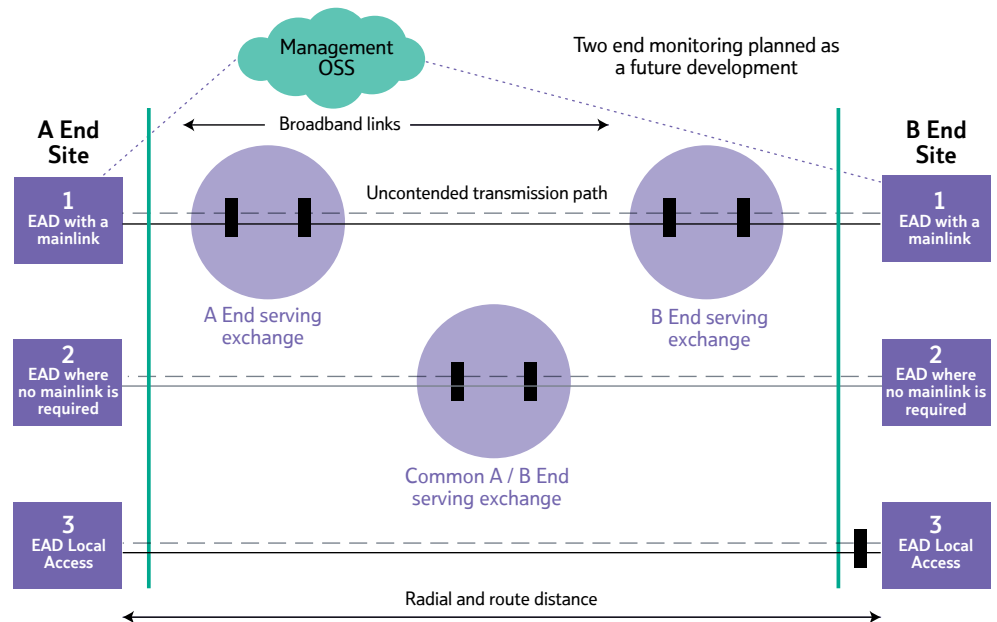 Management
OSS
Two end monitoring planned as
a future development
Broadband links
A End
Site
B End
Site
1
EAD with a
mainlink
Uncontended transmission path
1
EAD with a
mainlink
A End serving
exchange
B End serving
exchange
2
EAD where
no mainlink is
required
2
EAD where
no mainlink is
required
Common A / B End
serving exchange
3
EAD Local
Access
3
EAD Local
Access
Radial and route distance